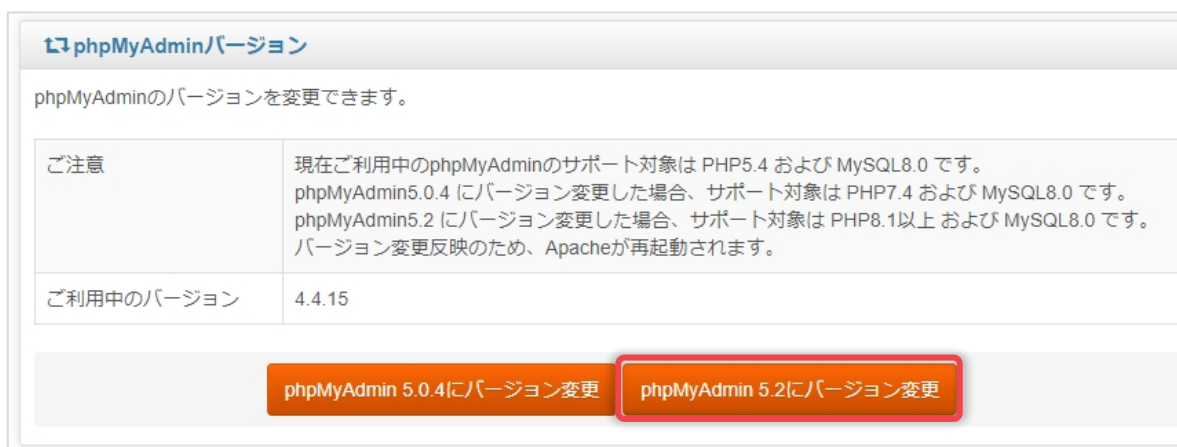 phpMyAdminバージョン
phpMyAdminのバージョンを変更できます。
ご注意
現在ご利用中のphpMyAdminのサポート対象は PHP5.4 および MySQL8.0 です。
phpMyAdmin5.0.4 にバージョン変更した場合、サポート対象は PHP7.4 および MySQL8.0 です。
phpMyAdmin5.2 にバージョン変更した場合、サポート対象は PHP8.1以上 および MySQL8.0 です。
バージョン変更反映のため、Apacheが再起動されます。
ご利用中のバージョン
4.4.15
phpMyAdmin 5.0.4にバージョン変更
phpMyAdmin 5.2にバージョン変更